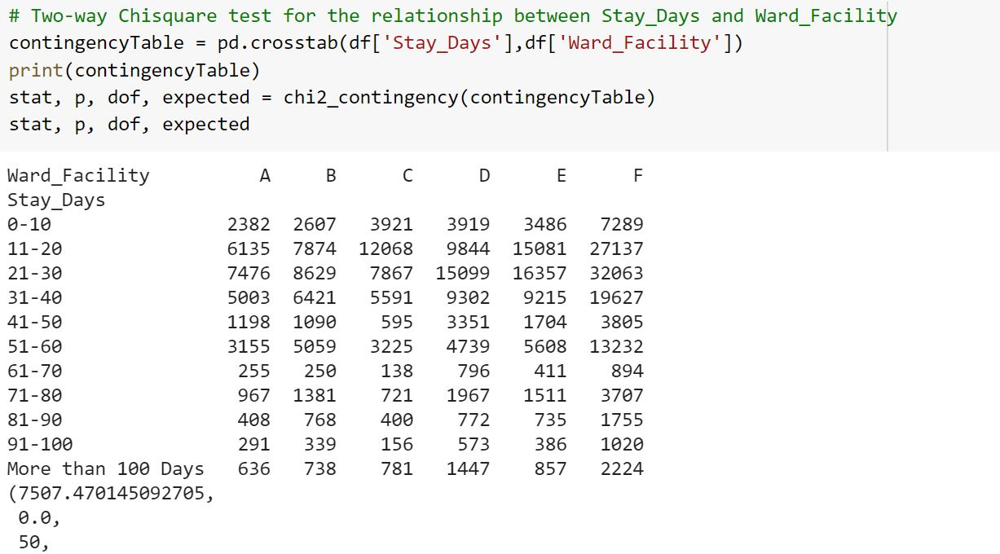 # Two-way Chisquare test for the relationship between Stay_Days and Ward_Facility
contingencyTable = pd.crosstab(df['Stay_Days'],df['Ward_Facility'])
print(contingencyTable)
stat, p, dof, expected = chi2_contingency(contingencyTable)
stat, p, dof, expected
Ward_Facility A B C D E F
Stay_Days
0-10 2382 2607 3921 3919 3486 7289
11-20 6135 7874 12068 9844 15081 27137
21-30 7476 8629 7867 15099 16357 32063
31-40 5003 6421 5591 9302 9215 19627
41-50 1198 1090 595 3351 1704 3805
51-60 3155 5059 3225 4739 5608 13232
61-70 255 250 138 796 411 894
71-80 967 1381 721 1967 1511 3707
81-90 408 768 400 772 735 1755
91-100 291 339 156 573 386 1020
More than 100 Days 636 738 781 1447 857 2224
(7507.470145092705,
0.0,
50,